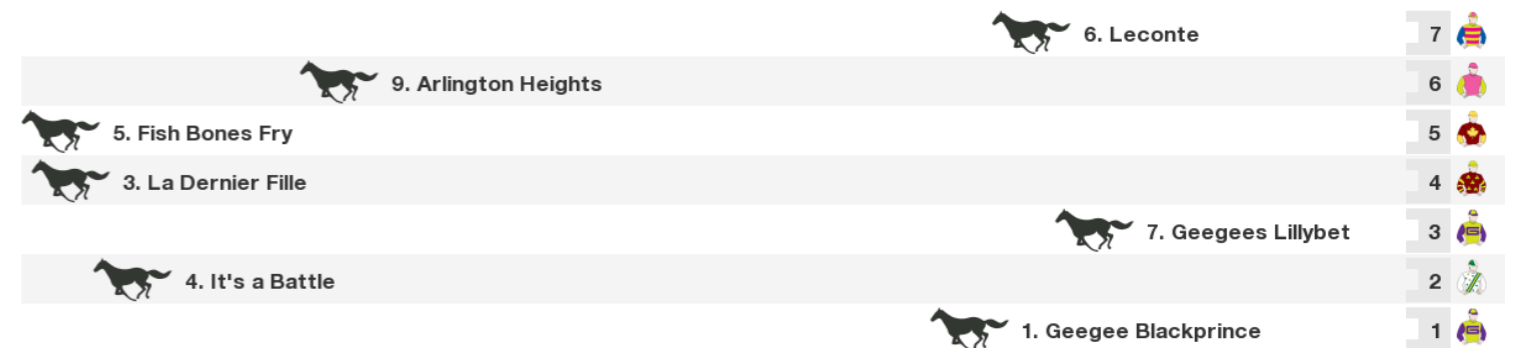 6. Leconte 7
9. Arlington Heights 6
5. Fish Bones Fry 5
3. La Dernier Fille 4
7. Geegees Lillybet 3
4. It's a Battle 2
1. Geegee Blackprince 1